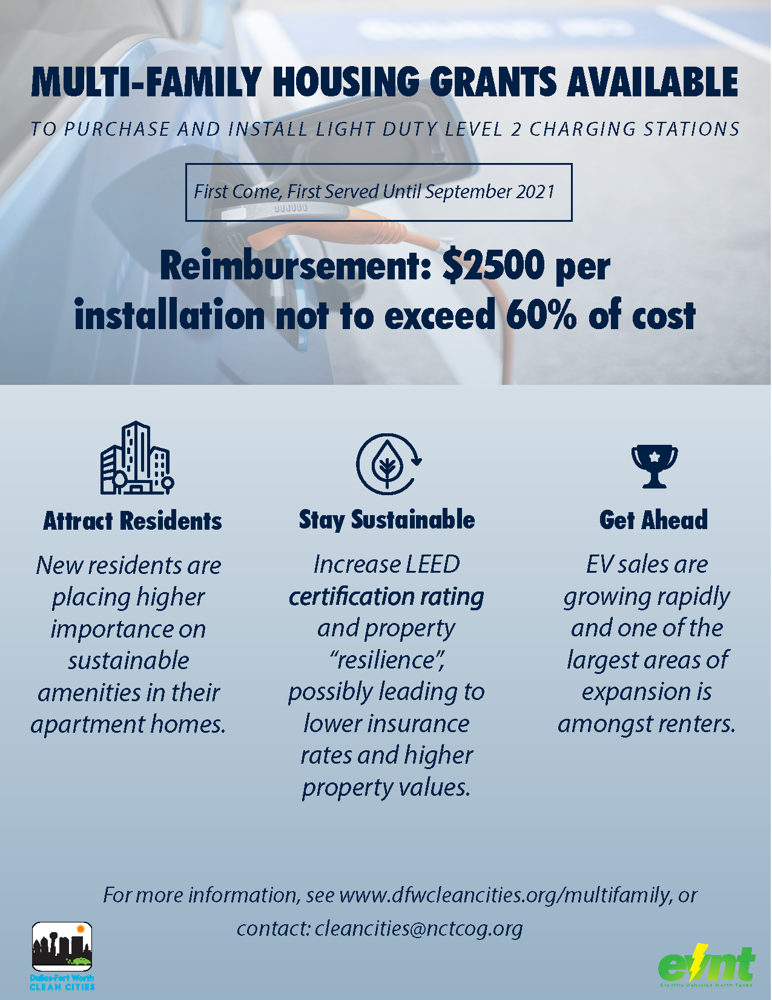 MULTI-FAMILY HOUSING GRANTS AVAILABLE
TO PURCHASE AND INSTALL LIGHT DUTY LEVEL 2 CHARGING STATIONS
First Come, First Served Until September 2021
Reimbursement: $2500 per
installation not to exceed 60% of cost
Attract Residents
New residents are
placing higher
importance on
sustainable
amenities in their
apartment homes.
Stay Sustainable
Increase LEED
certification rating
and property
“resilience”,
possibly leading to
lower insurance
rates and higher
property values.
Get Ahead
EV sales are
growing rapidly
and one of the
largest areas of
expansion is
amongst renters.
For more information, see www.dfwcleancities.org/multifamily, or
contact: cleancities@nctcog.org
Dallas-Fort Worth
CLEAN CITIES
evnt
Electric Vehicles North Texas